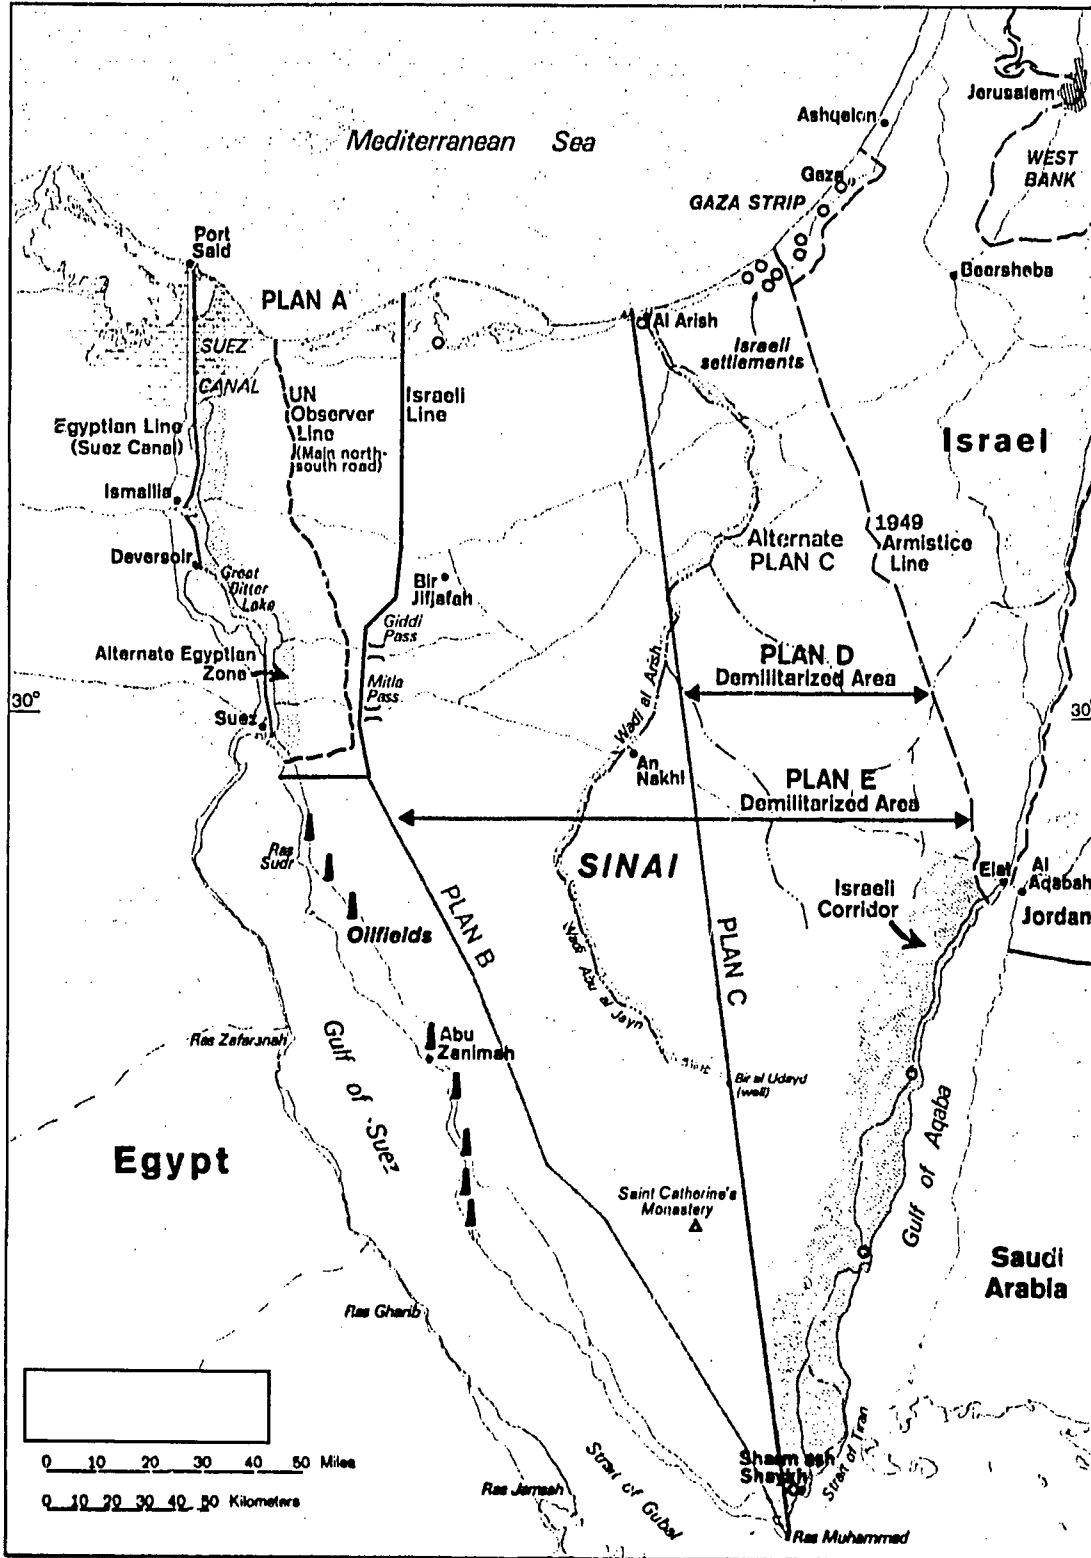 Jerusalem
Ashqelon
Mediterranean Sea
WEST
BANK
Gaza
GAZA STRIP
Port
Said
Beersheba
PLAN A
Al Arish
SUEZ
CANAL
Israeli
settlements
UN
Observer
Line
(Main north-
south road)
Israeli
Line
Egyptian Line
(Suez Canal)
Israel
Ismailia
1949
Armistice
Line
Alternate
PLAN C
Deversoir
Great
Bitter
Lake
Bir
Jifjafah
Giddi
Pass
Alternate Egyptian
Zone
Mitla
Pass
Wadi al Arish
PLAN D
Demilitarized Area
30°
30°
Suez
An
Nakhl
PLAN E
Demilitarized Area
Ras
Sudr
SINAI
Elat
Al
Aqabah
Israeli
Corridor
Jordan
Oilfields
PLAN B
PLAN C
Wadi Abu al Jayn
Ras Zafaranah
Gulf of Suez
Abu
Zanimah
Bir al Udayd
(well)
Gulf of Aqaba
Egypt
Saint Catherine's
Monastery
Saudi
Arabia
Ras Gharib
0 10 20 30 40 50 Miles
0 10 20 30 40 50 Kilometers
Sharm ash
Shaykh
Strait of Tiran
Ras Jemsah
Strait of Gubal
Ras Muhammad